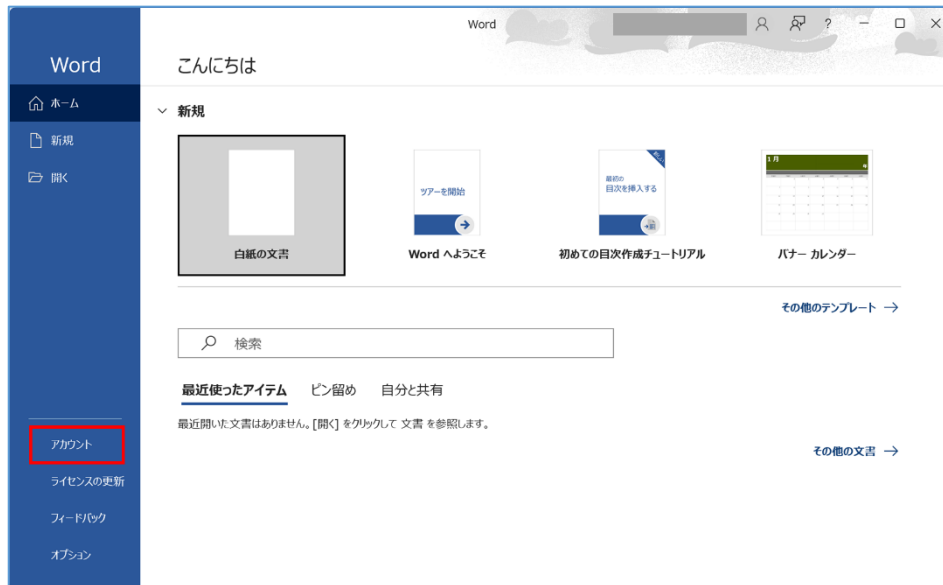 Word
?
Word
こんにちは
ホーム
新規
開く
新規
白紙の文書
ツアーを開始
Word へようこそ
最初の
目次を挿入する
初めての目次作成チュートリアル
1 月
バナー カレンダー
その他のテンプレート
検索
最近使ったアイテム ピン留め 自分と共有
最近開いた文書はありません。[開く] をクリックして 文書 を参照します。
その他の文書
アカウント
ライセンスの更新
フィードバック
オプション